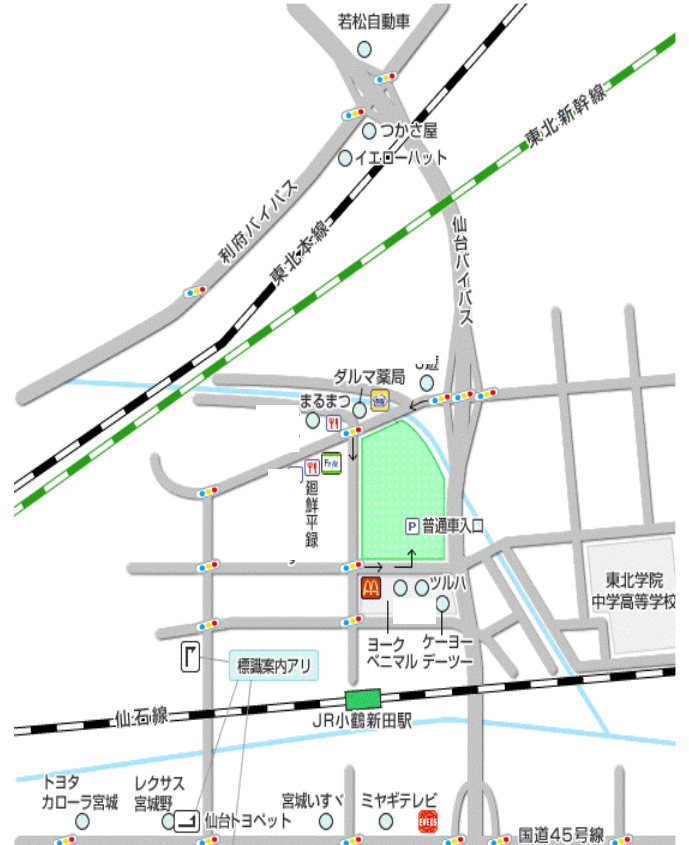 若松自動車
つかさ屋
イエローハット
東北新幹線
利府バイパス
東北本線
仙台バイパス
ダルマ薬局
まるまつ
廻鮮平禄
P 普通車入口
ツルハ
東北学院
中学高等学校
ヨーク
ベニマル
ケーヨー
デーツー
標識案内アリ
仙石線
JR小鶴新田駅
トヨタ
カローラ宮城
レクサス
宮城野
仙台トヨペット
宮城いすゞ
ミヤギテレビ
ENEOS
国道45号線